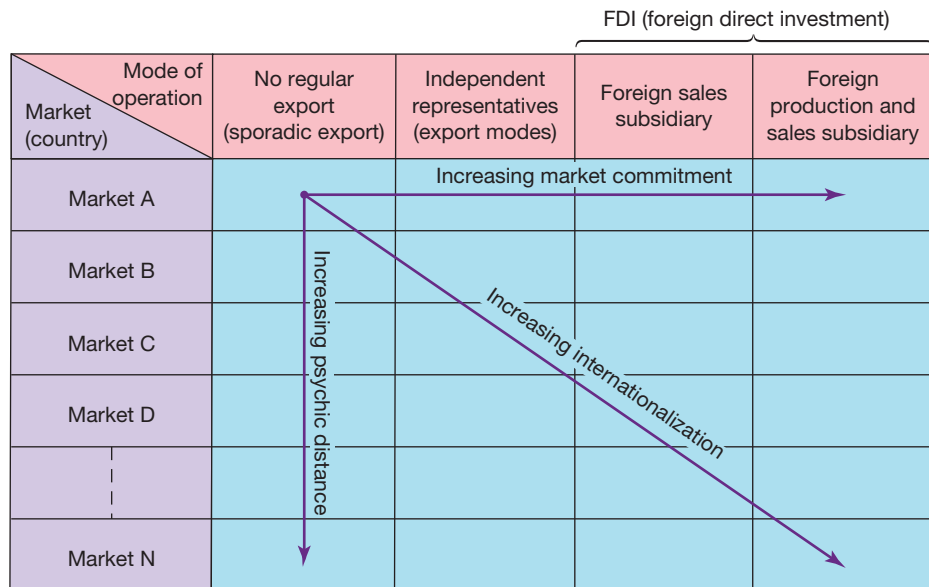 FDI (foreign direct investment)
Mode of
operation
Market
(country)
No regular
export
(sporadic export)
Independent
representatives
(export modes)
Foreign sales
subsidiary
Foreign
production and
sales subsidiary
Market A
Increasing market commitment
Market B
Market C
Market D
Market N
Increasing psychic distance
Increasing internationalization